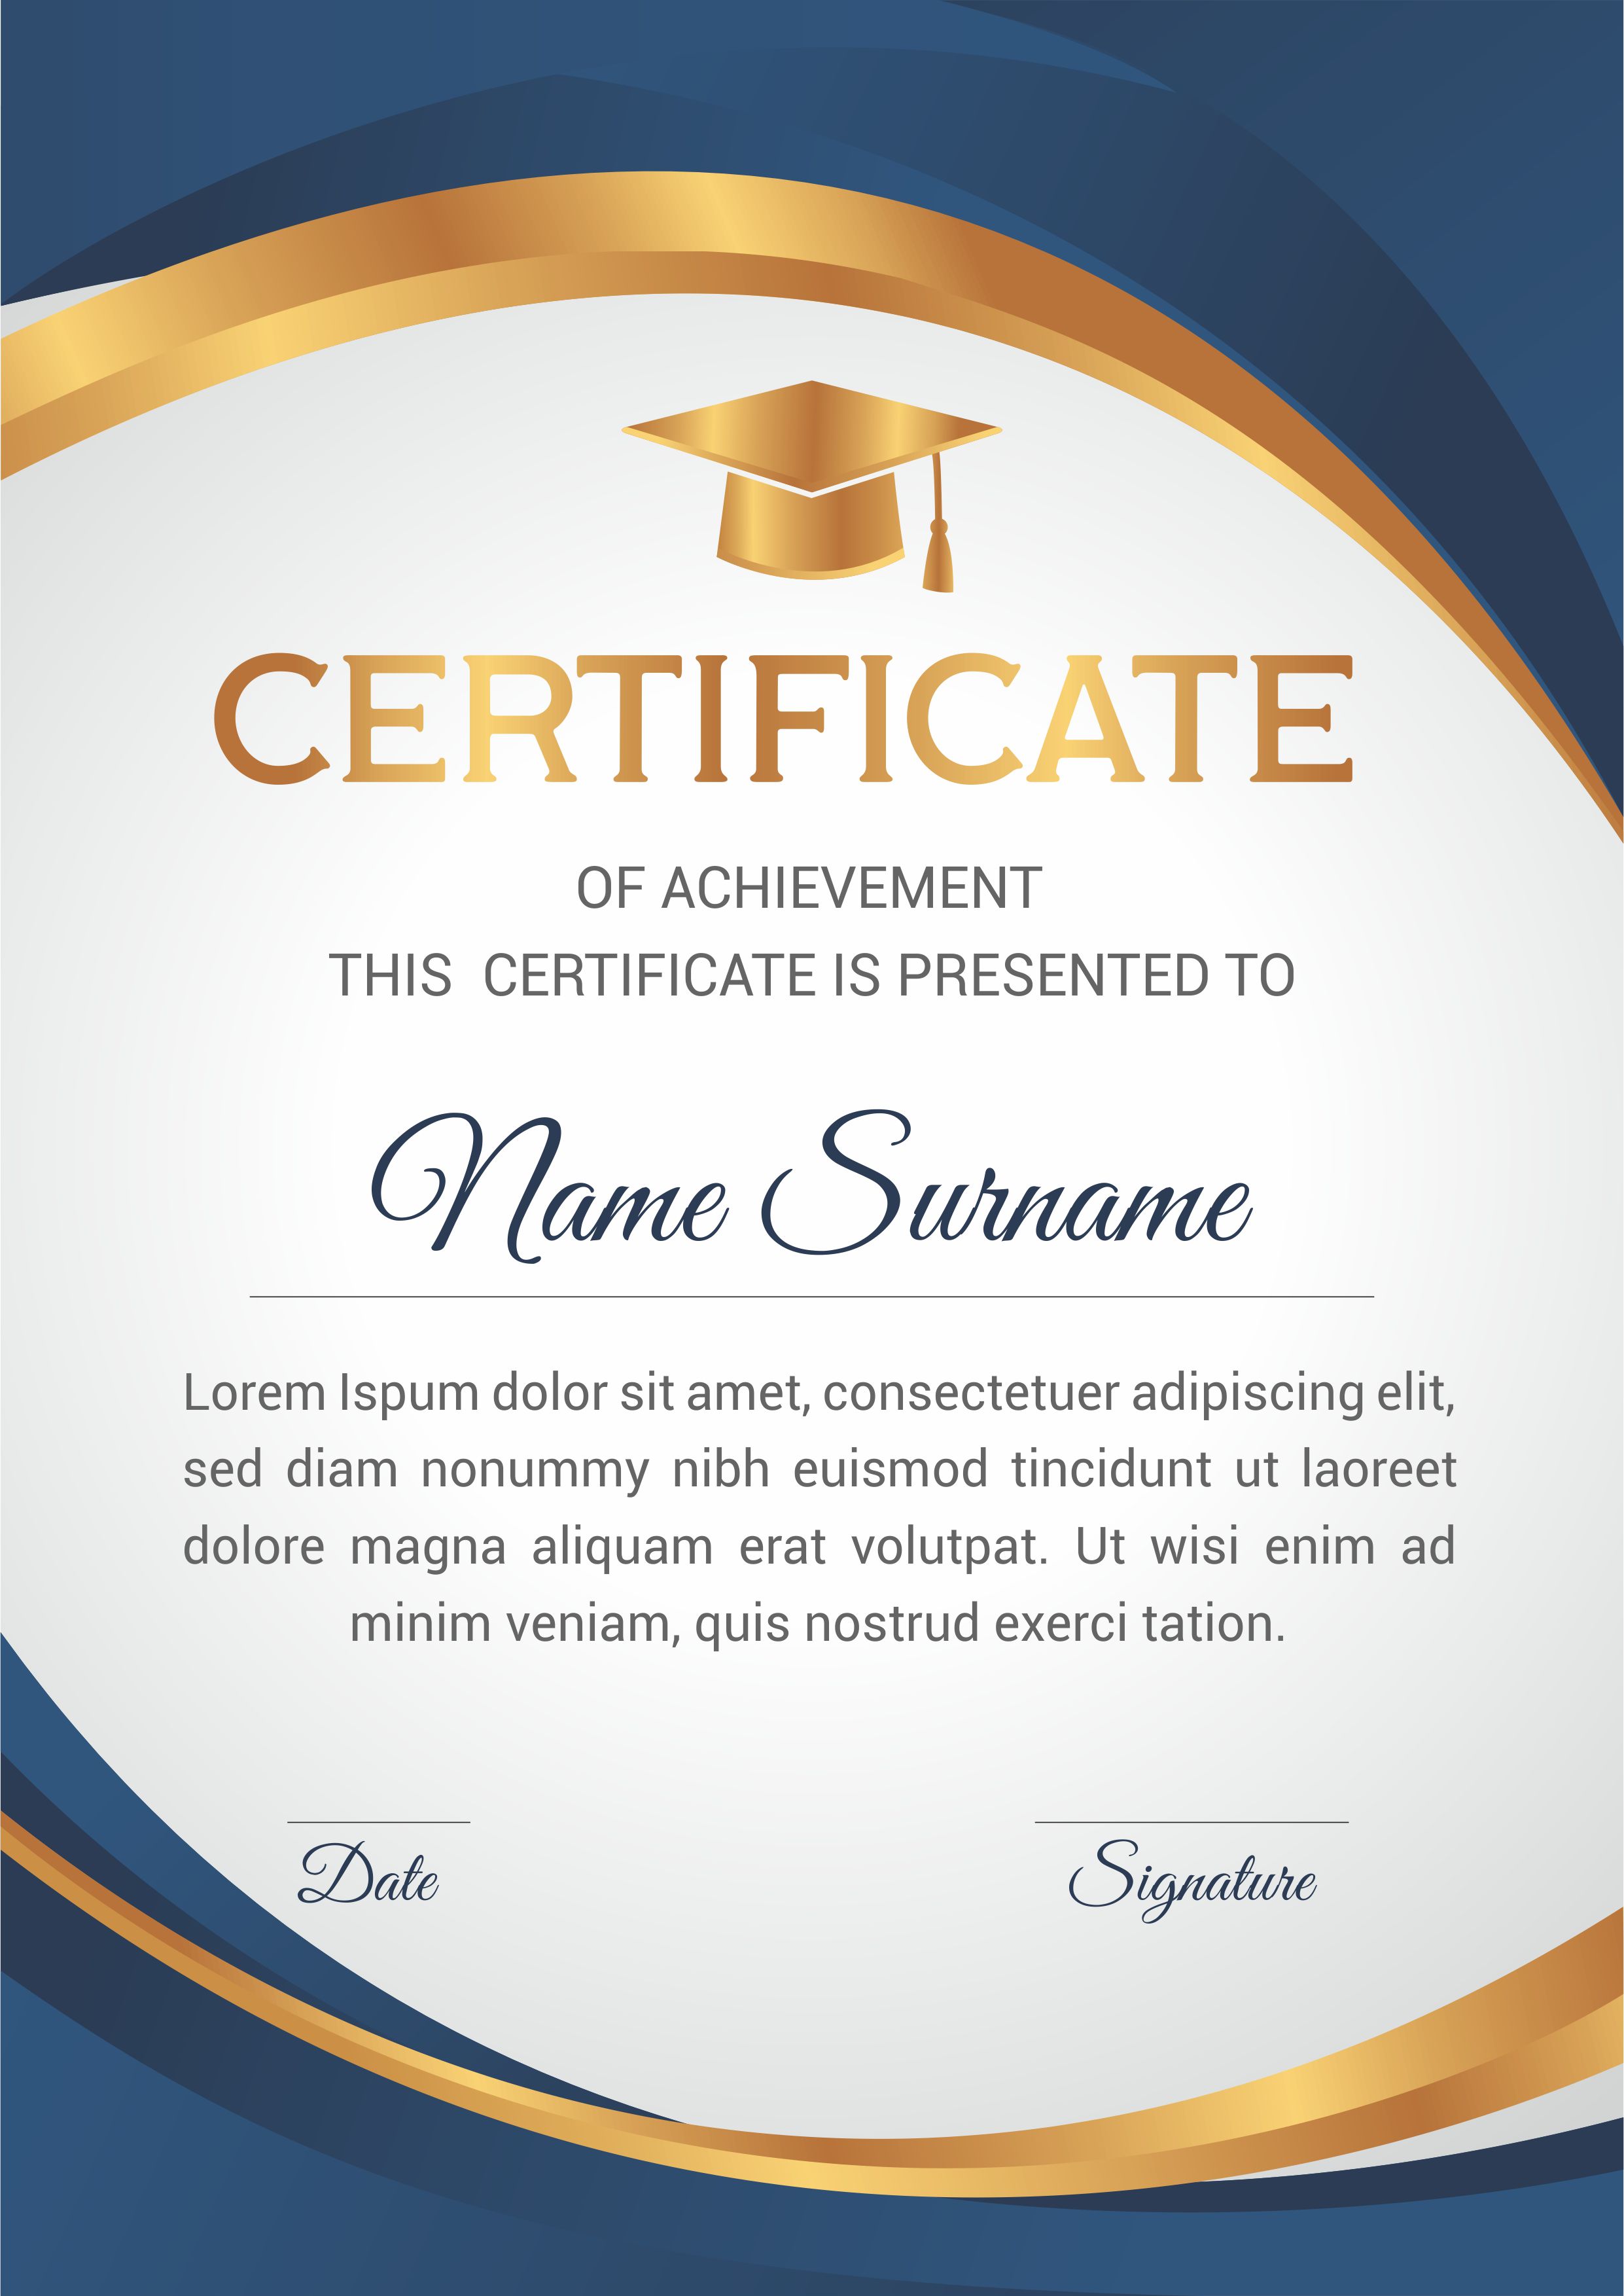 CERTIFICATE
OF ACHIEVEMENT
THIS  CERTIFICATE IS PRESENTED TO
Name Surname
Lorem Ispum dolor sit amet, consectetuer adipiscing elit,
sed diam nonummy nibh euismod tincidunt ut laoreet
dolore magna aliquam erat volutpat. Ut wisi enim ad
minim veniam, quis nostrud exerci tation.
Date
Signature